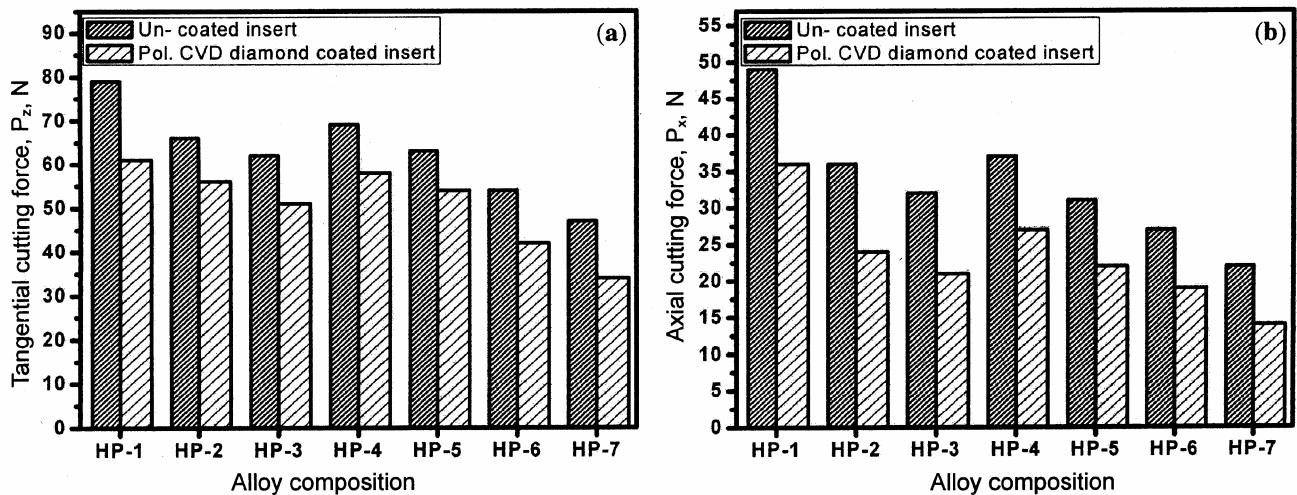 (a)
Un- coated insert
Pol. CVD diamond coated insert
Tangential cutting force, Pz, N
90
80
70
60
50
40
30
20
10
0
HP-1 HP-2 HP-3 HP-4 HP-5 HP-6 HP-7
Alloy composition
(b)
Un- coated insert
Pol. CVD diamond coated insert
Axial cutting force, Px, N
55
50
45
40
35
30
25
20
15
10
5
0
HP-1 HP-2 HP-3 HP-4 HP-5 HP-6 HP-7
Alloy composition